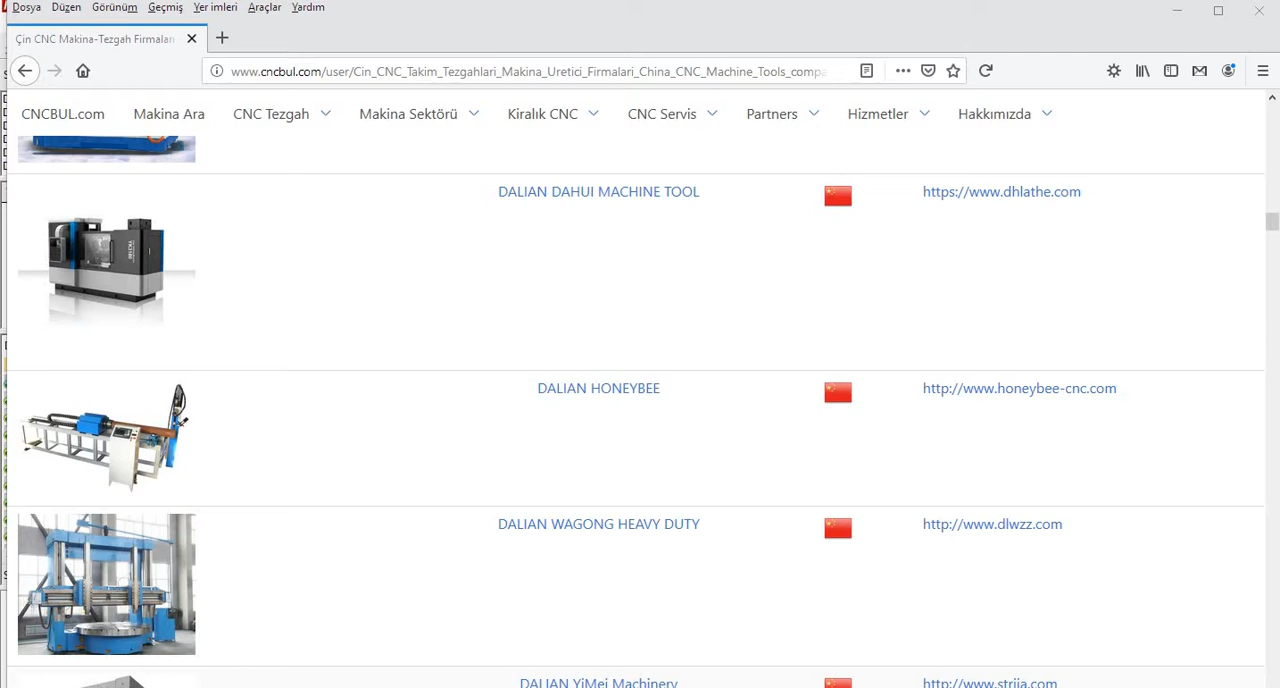 Dosya Düzen Görünüm Geçmiş Yer imleri Araçlar Yardım
Çin CNC Makina-Tezgah Firmaları
www.cncbul.com/user/Cin_CNC_Takim_Tezgahlari_Makina_Uretici_Firmalari_China_CNC_Machine_Tools_compa
CNCBUL.com Makina Ara CNC Tezgah Makina Sektörü Kiralık CNC CNC Servis Partners Hizmetler Hakkımızda
DALIAN DAHUI MACHINE TOOL https://www.dhlathe.com
DALIAN HONEYBEE http://www.honeybee-cnc.com
DALIAN WAGONG HEAVY DUTY http://www.dlwzz.com
DALIAN YiMei Machinery http://www.strija.com